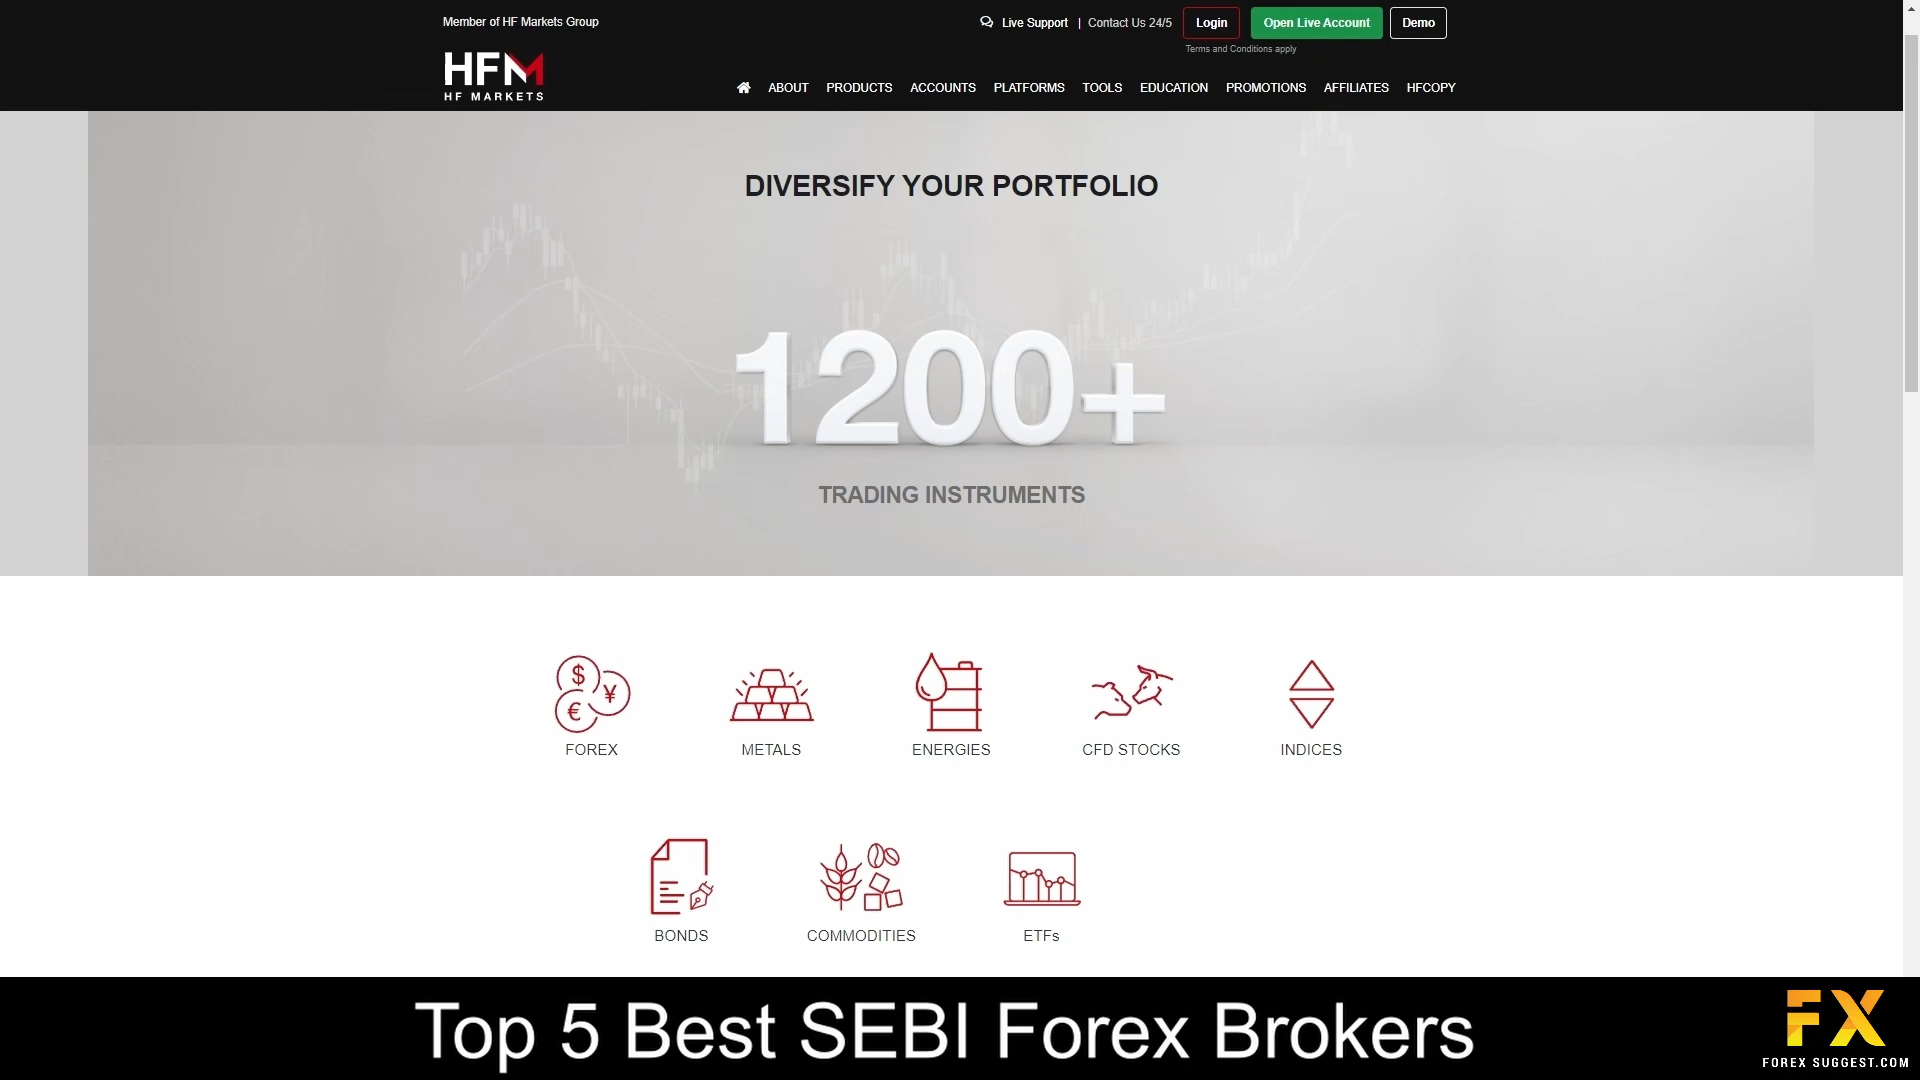 Member of HF Markets Group
Live Support | Contact Us 24/5 Login Open Live Account Demo
Terms and Conditions apply
HFM
HF MARKETS
ABOUT PRODUCTS ACCOUNTS PLATFORMS TOOLS EDUCATION PROMOTIONS AFFILIATES HFCOPY
DIVERSIFY YOUR PORTFOLIO
1200+
TRADING INSTRUMENTS
$ ¥ €
FOREX METALS ENERGIES CFD STOCKS INDICES
BONDS COMMODITIES ETFs
Top 5 Best SEBI Forex Brokers
FX
FOREX SUGGEST.COM